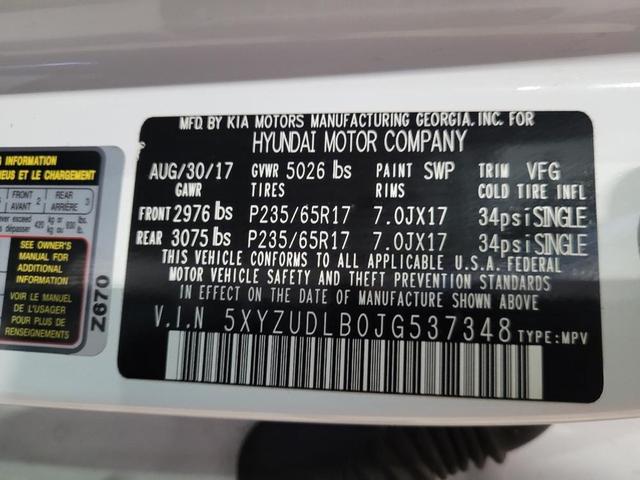 MFD. BY KIA MOTORS MANUFACTURING GEORGIA. INC. FOR
HYUNDAI MOTOR COMPANY
AUG/30/17 GVWR 5026 lbs PAINT SWP TRIM VFG
GAWR TIRES RIMS COLD TIRE INFL
FRONT 2976 lbs P235/65R17 7.0JX17 34psi SINGLE
REAR 3075 lbs P235/65R17 7.0JX17 34psi SINGLE
THIS VEHICLE CONFORMS TO ALL APPLICABLE U.S.A. FEDERAL
MOTOR VEHICLE SAFETY AND THEFT PREVENTION STANDARDS
IN EFFECT ON THE DATE OF MANUFACTURE SHOWN ABOVE.
V.I.N 5XYZUDLB0JG537348 TYPE: MPV
G INFORMATION
NEUS ET LE CHARGEMENT
FRONT REAR
AVANT ARRIÈRE
SEE OWNER'S
MANUAL FOR
ADDITIONAL
INFORMATION
VOIR LE MANUEL
DE L'USAGER
POUR PLUS DE
RENSEIGNEMENTS
Z670